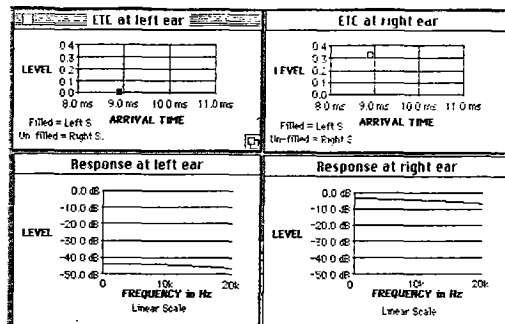 ETC at left ear
0.4
0.3
LEVEL 0.2
0.1
0.0
8.0 ms 9.0 ms 10.0 ms 11.0 ms
ARRIVAL TIME
Filled = Left S
Un-filled = Right S.
ETC at right ear
0.4
0.3
LEVEL 0.2
0.1
0.0
8.0 ms 9.0 ms 10.0 ms 11.0 ms
ARRIVAL TIME
Filled = Left S
Un-filled = Right S
Response at left ear
0.0 dB
-10.0 dB
-20.0 dB
LEVEL
-30.0 dB
-40.0 dB
-50.0 dB
0 10k 20k
FREQUENCY in Hz
Linear Scale
Response at right ear
0.0 dB
-10.0 dB
-20.0 dB
LEVEL
-30.0 dB
-40.0 dB
-50.0 dB
0 10k 20k
FREQUENCY in Hz
Linear Scale